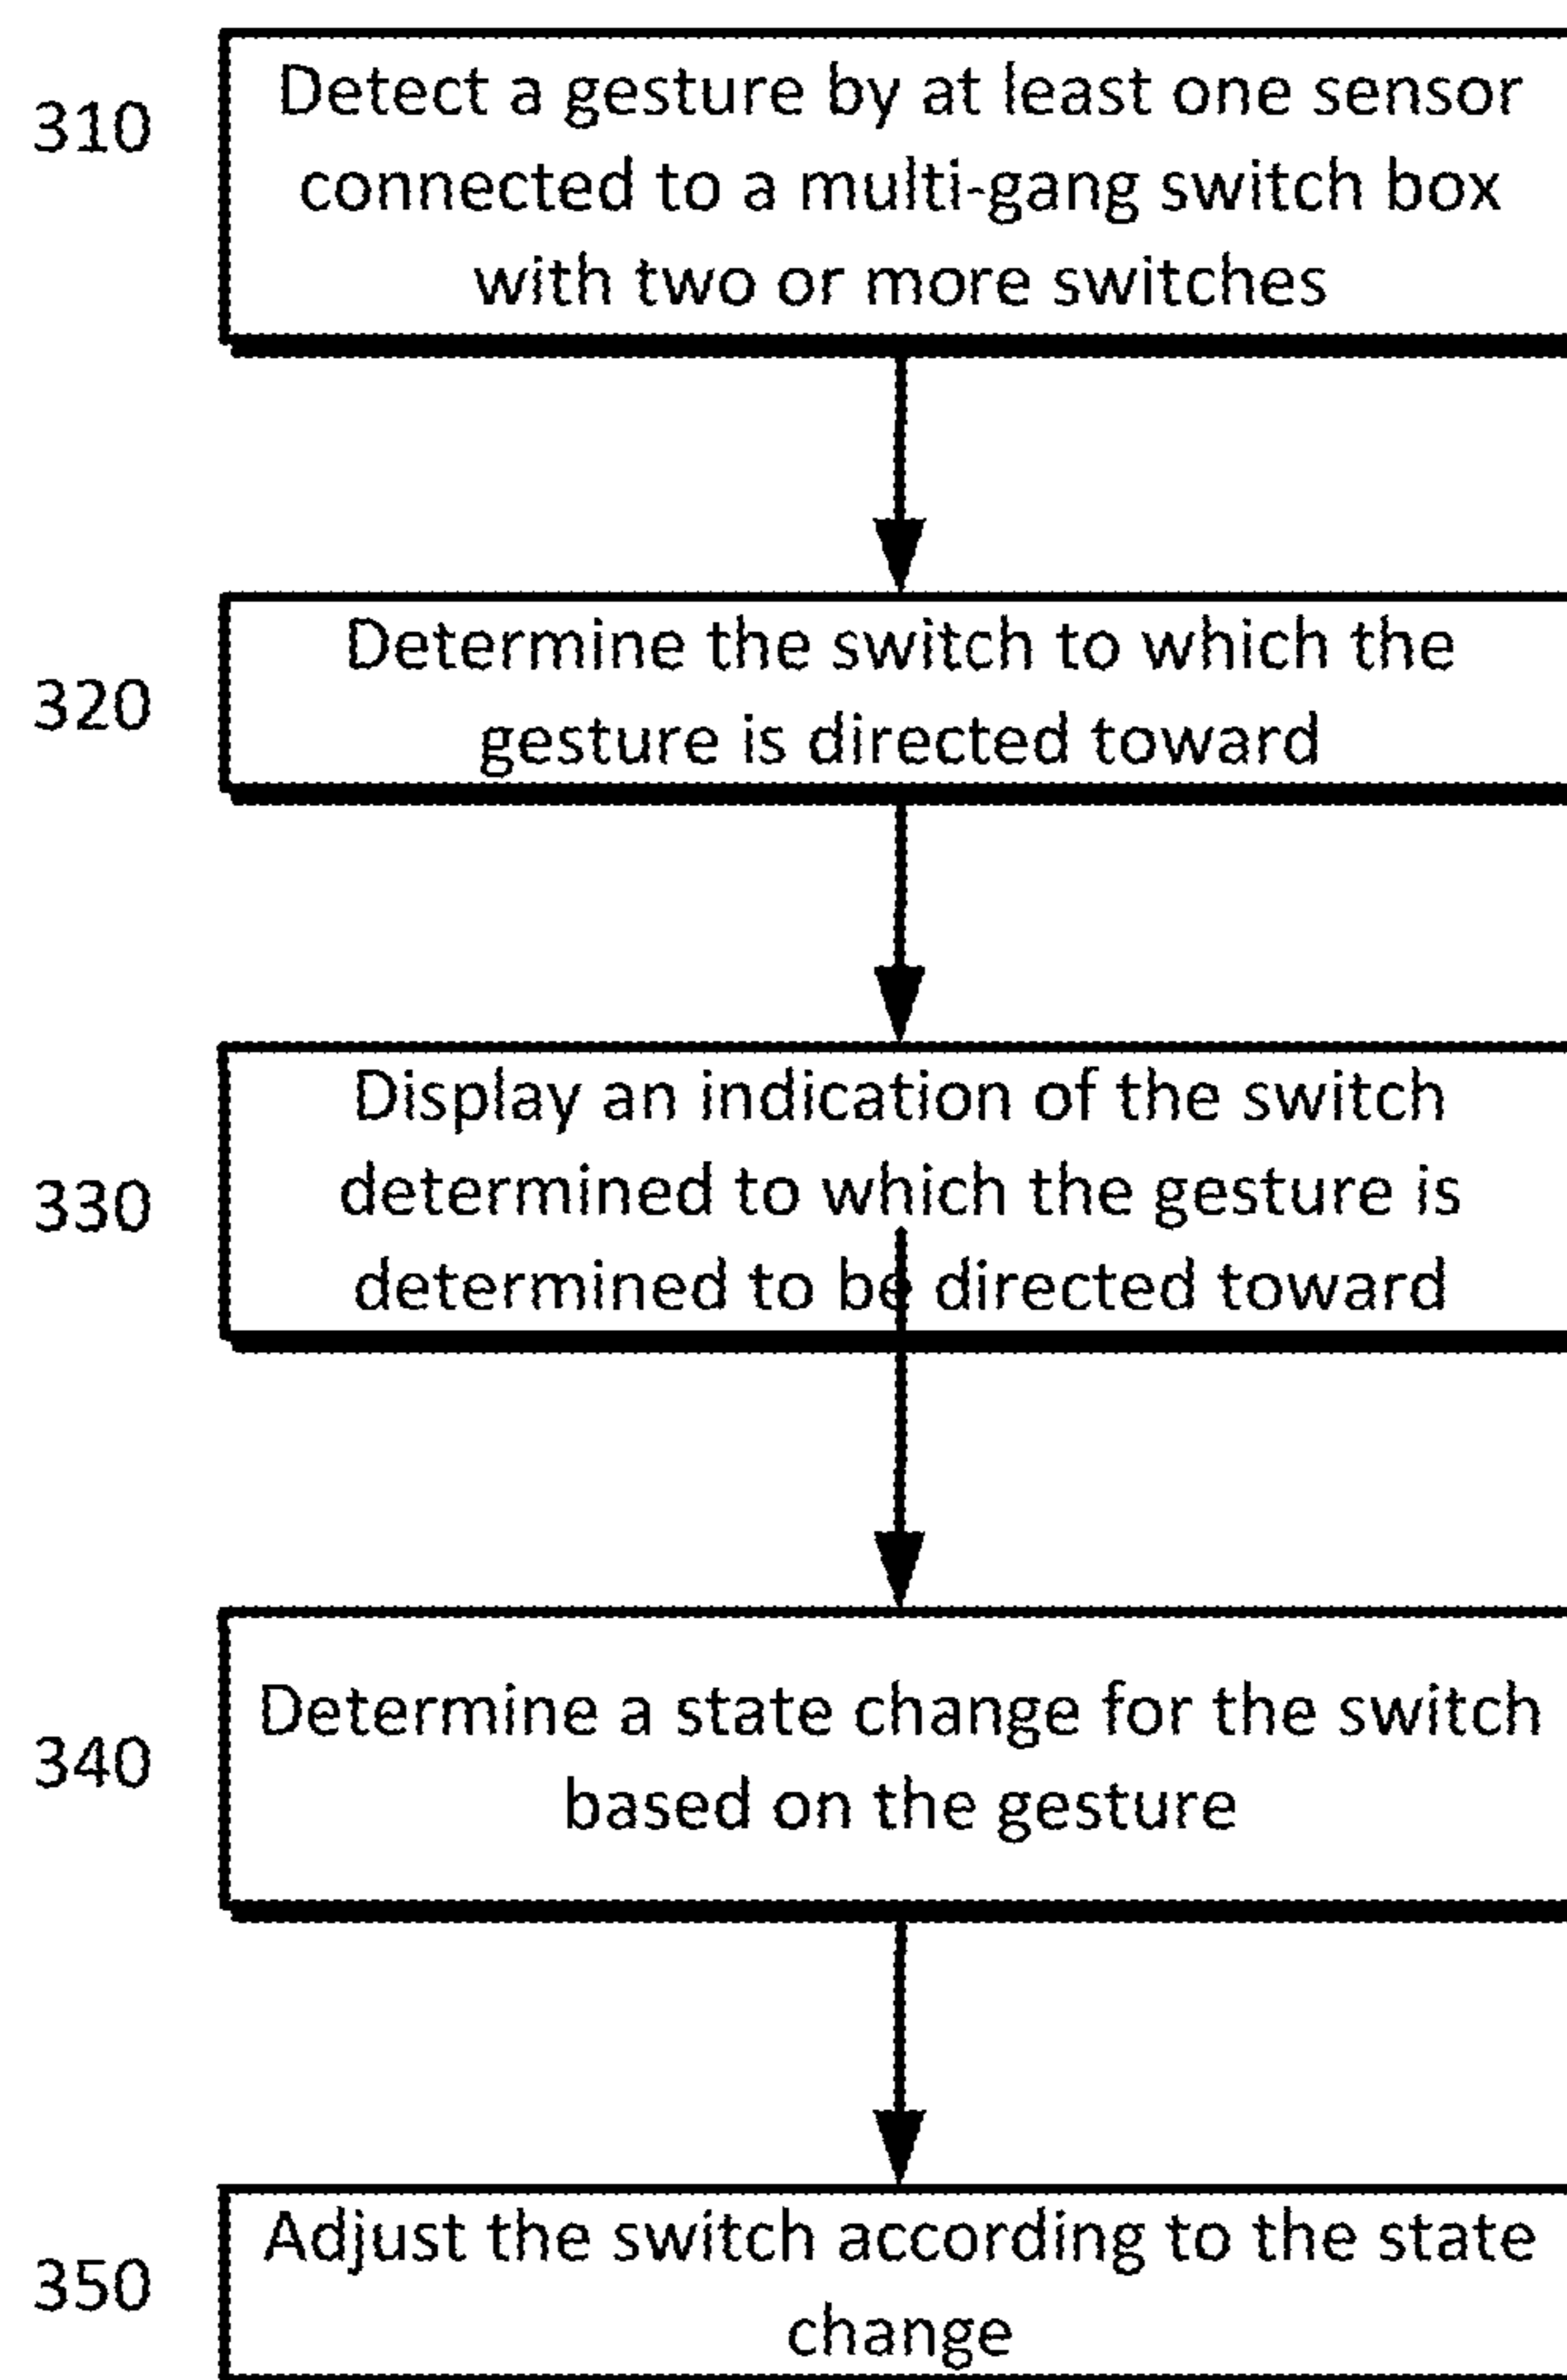 310
Detect a gesture by at least one sensor
connected to a multi-gang switch box
with two or more switches
320
Determine the switch to which the
gesture is directed toward
330
Display an indication of the switch
determined to which the gesture is
determined to be directed toward
340
Determine a state change for the switch
based on the gesture
350
Adjust the switch according to the state
change